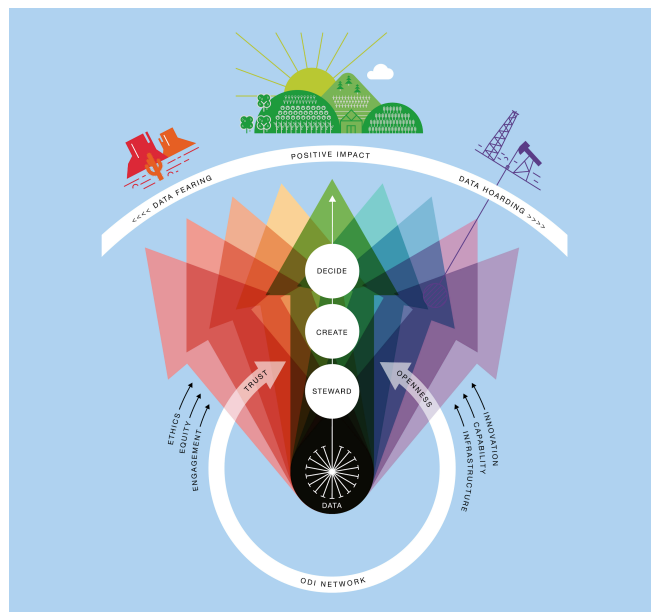 <<<< DATA FEARING
POSITIVE IMPACT
DATA HOARDING >>>>
DECIDE
CREATE
STEWARD
TRUST
OPENNESS
ETHICS
EQUITY
ENGAGEMENT
INNOVATION
CAPABILITY
INFRASTRUCTURE
DATA
ODI NETWORK